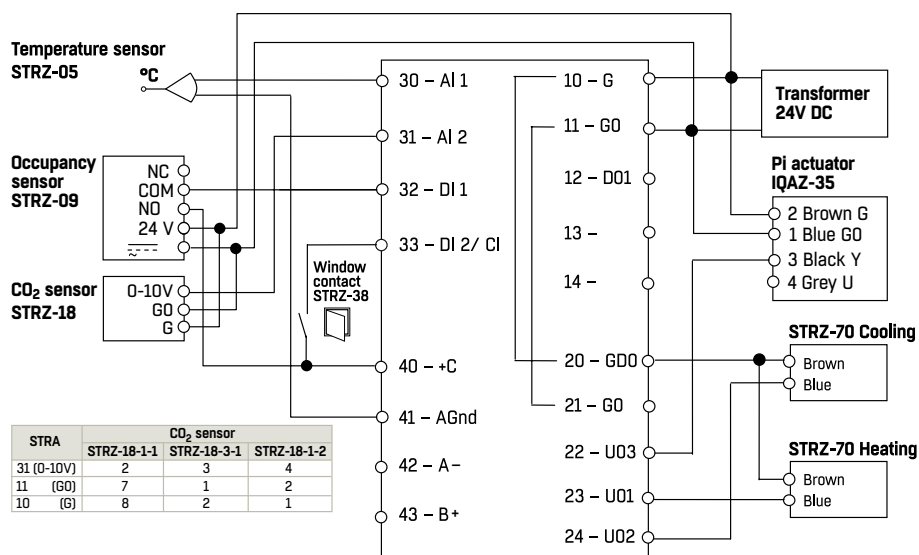 Temperature sensor
STRZ-05
°C
Occupancy
sensor
STRZ-09
NC
COM
NO
24 V
CO₂ sensor
STRZ-18
0-10V
G0
G
30 – AI 1
31 – AI 2
32 – DI 1
33 – DI 2/ CI
Window
contact
STRZ-38
40 – +C
41 – AGnd
42 – A–
43 – B+
10 – G
11 – G0
12 – DO1
13 –
14 –
20 – GDO
21 – G0
22 – UO3
23 – UO1
24 – UO2
Transformer
24V DC
Pi actuator
IQAZ-35
2 Brown G
1 Blue G0
3 Black Y
4 Grey U
STRZ-70 Cooling
Brown
Blue
STRZ-70 Heating
Brown
Blue
STRA CO₂ sensor
STRZ-18-1-1 STRZ-18-3-1 STRZ-18-1-2
31 (0-10V) 2 3 4
11 (G0) 7 1 2
10 (G) 8 2 1